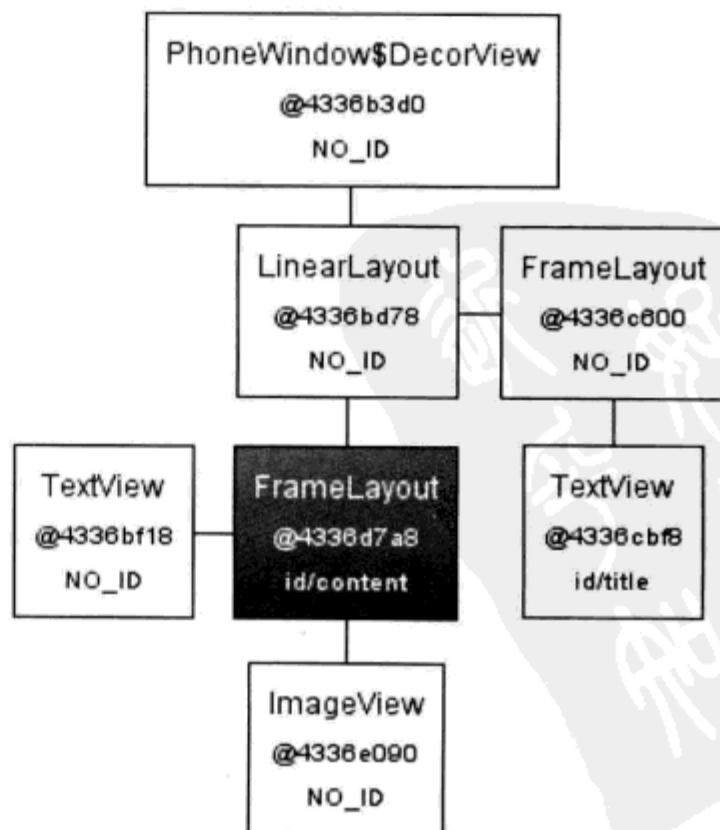 PhoneWindow$DecorView
@4336b3d0
NO_ID
LinearLayout
@4336bd78
NO_ID
FrameLayout
@4336c600
NO_ID
TextView
@4336bf18
NO_ID
FrameLayout
@4336d7a8
id/content
TextView
@4336cbf8
id/title
ImageView
@4336e090
NO_ID